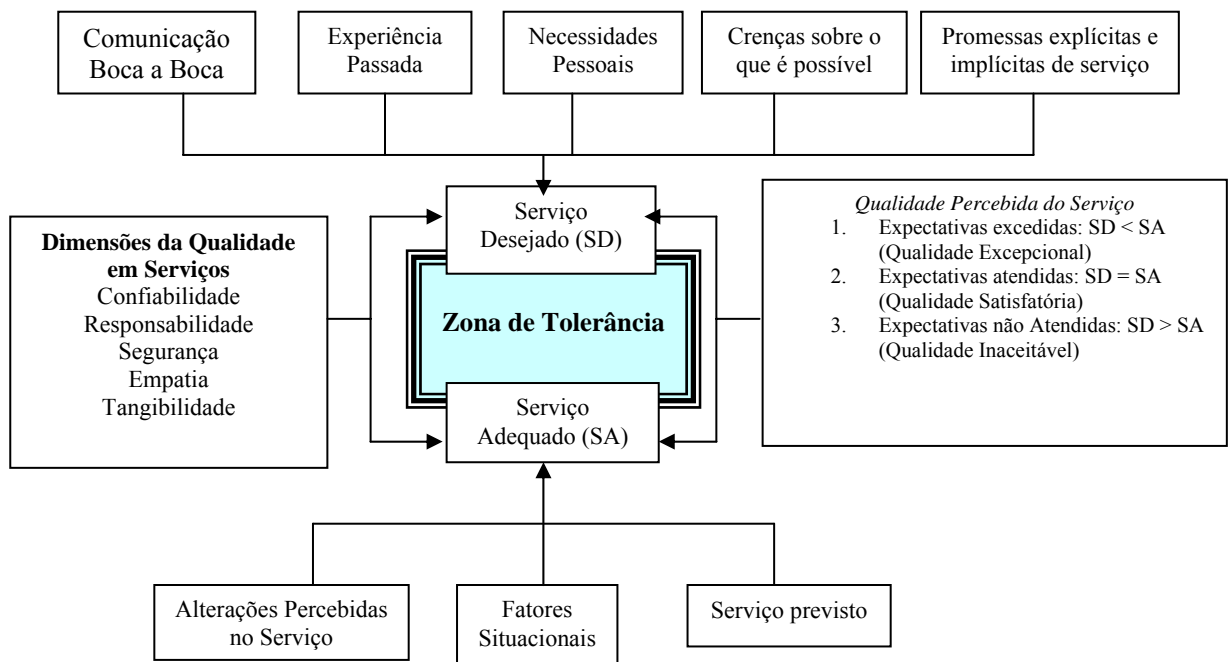 Comunicação
Boca a Boca
Experiência
Passada
Necessidades
Pessoais
Crenças sobre o
que é possível
Promessas explícitas e
implícitas de serviço
Serviço
Desejado (SD)
Dimensões da Qualidade
em Serviços
Confiabilidade
Responsabilidade
Segurança
Empatia
Tangibilidade
Zona de Tolerância
Qualidade Percebida do Serviço
1. Expectativas excedidas: SD < SA
(Qualidade Excepcional)
2. Expectativas atendidas: SD = SA
(Qualidade Satisfatória)
3. Expectativas não Atendidas: SD > SA
(Qualidade Inaceitável)
Serviço
Adequado (SA)
Alterações Percebidas
no Serviço
Fatores
Situacionais
Serviço previsto